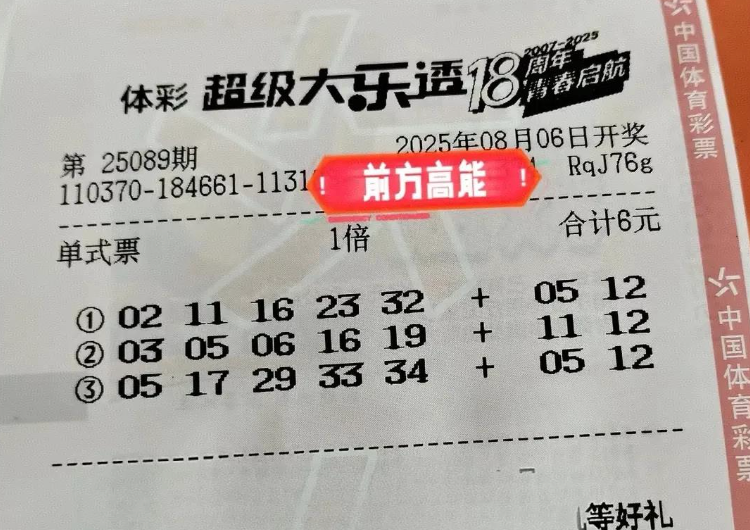 体彩 超级大乐透 18 2007-2025 周年 青春启航
第 25089期 2025年08月06日开奖
110370-184661-1131 RqJ76g
! 前方高能 !
单式票 1倍 合计6元
① 02 11 16 23 32 + 05 12
② 03 05 06 16 19 + 11 12
③ 05 17 29 33 34 + 05 12
等好礼
中国体育彩票
中国体育彩票